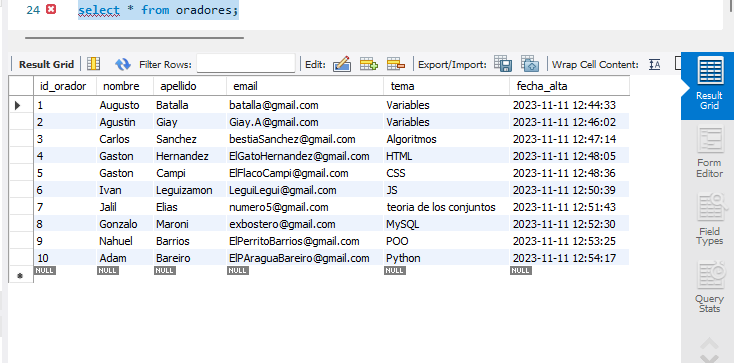 24 select * from oradores;
Result Grid Filter Rows: Edit: Export/Import: Wrap Cell Content:
id_orador nombre apellido email tema fecha_alta
1 Augusto Batalla batalla@gmail.com Variables 2023-11-11 12:44:33
2 Agustin Giay Giay.A@gmail.com Variables 2023-11-11 12:46:02
3 Carlos Sanchez bestiaSanchez@gmail.com Algoritmos 2023-11-11 12:47:14
4 Gaston Hernandez ElGatoHernandez@gmail.com HTML 2023-11-11 12:48:05
5 Gaston Campi ElFlacoCampi@gmail.com CSS 2023-11-11 12:48:36
6 Ivan Leguizamon LeguiLegui@gmail.com JS 2023-11-11 12:50:39
7 Jalil Elias numero5@gmail.com teoria de los conjuntos 2023-11-11 12:51:43
8 Gonzalo Maroni exbostero@gmail.com MySQL 2023-11-11 12:52:30
9 Nahuel Barrios ElPerritoBarrios@gmail.com POO 2023-11-11 12:53:25
10 Adam Bareiro ElPAraguaBareiro@gmail.com Python 2023-11-11 12:54:17
NULL NULL NULL NULL NULL NULL
Result
Grid
Form
Editor
Field
Types
Query
Stats